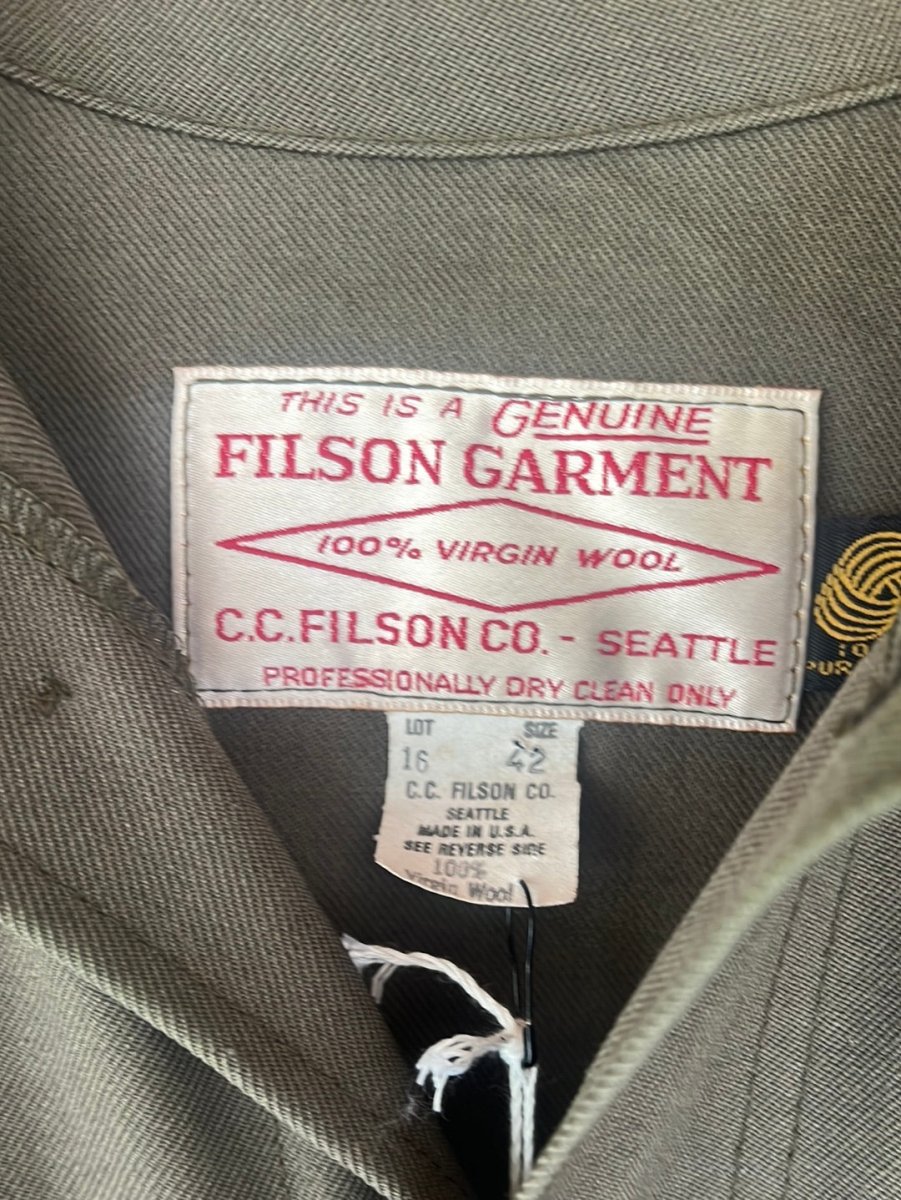 THIS IS A GENUINE
FILSON GARMENT
100% VIRGIN WOOL
C.C. FILSON CO. - SEATTLE
PROFESSIONALLY DRY CLEAN ONLY
LOT SIZE
16 42
C.C. FILSON CO.
SEATTLE
MADE IN U.S.A.
SEE REVERSE SIDE
100%
Virgin Wool